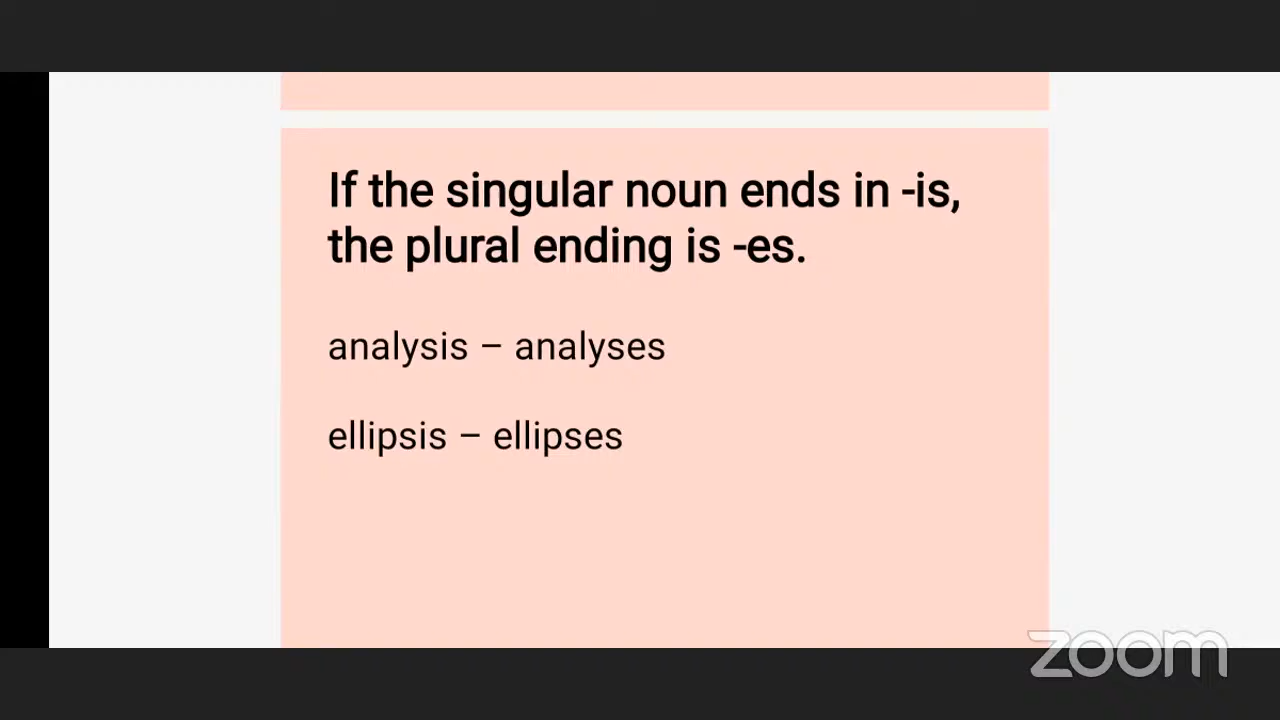 If the singular noun ends in -is,
the plural ending is -es.
analysis – analyses
ellipsis – ellipses
zoom